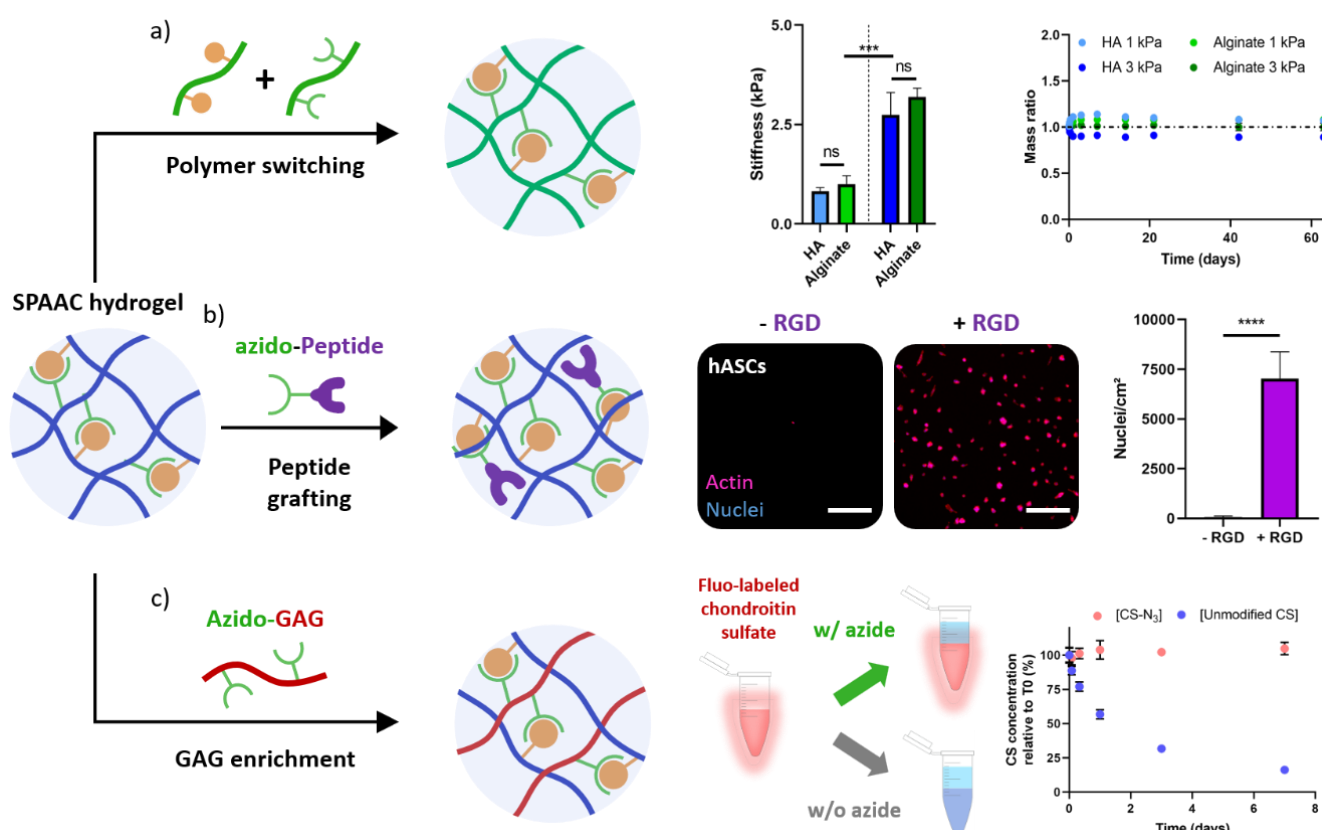 a)
+
Polymer switching
5.0
2.5
0.0
Stiffness (kPa)
***
ns
ns
HA
Alginate
HA
Alginate
HA 1 kPa
Alginate 1 kPa
HA 3 kPa
Alginate 3 kPa
2.0
1.5
1.0
0.5
0.0
Mass ratio
0
20
40
60
Time (days)
SPAAC hydrogel
b)
azido-Peptide
Peptide
grafting
- RGD
+ RGD
hASCs
Actin
Nuclei
10000
7500
5000
2500
0
Nuclei/cm²
****
- RGD
+ RGD
c)
Azido-GAG
GAG enrichment
Fluo-labeled
chondroitin
sulfate
w/ azide
w/o azide
[CS-N₃]
[Unmodified CS]
100
75
50
25
0
CS concentration
relative to T0 (%)
0
2
4
6
8
Time (days)